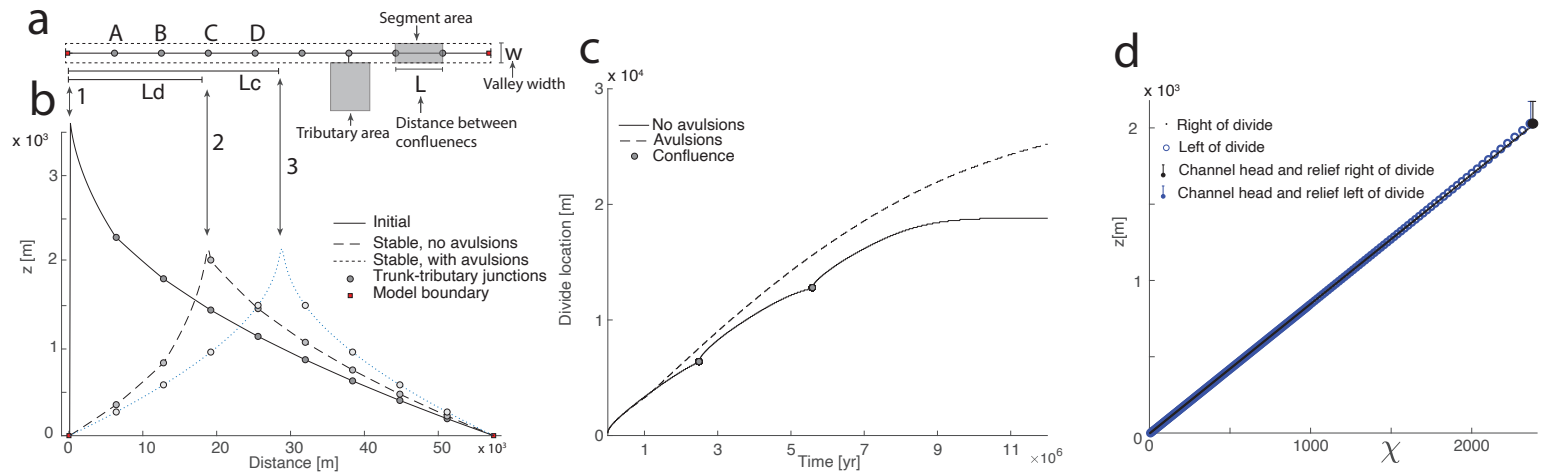 a
A B C D
Segment area
W
Valley width
Ld
Lc
L
Tributary area
Distance between
confluenecs
b
1
2
3
x 10³
3
2
1
0
z [m]
Initial
Stable, no avulsions
Stable, with avulsions
Trunk-tributary junctions
Model boundary
0 10 20 30 40 50 x 10³
Distance [m]
c
x 10⁴
3
2
1
0
Divide location [m]
No avulsions
Avulsions
Confluence
1 3 5 7 9 11
×10⁶
Time [yr]
d
x 10³
2
1
0
z[m]
Right of divide
Left of divide
Channel head and relief right of divide
Channel head and relief left of divide
1000 2000
χ